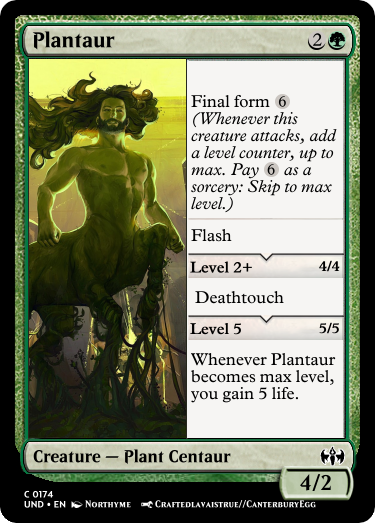 Plantaur 2
Final form 6
(Whenever this
creature attacks, add
a level counter, up to
max. Pay 6 as a
sorcery: Skip to max
level.)
Flash
Level 2+ 4/4
Deathtouch
Level 5 5/5
Whenever Plantaur
becomes max level,
you gain 5 life.
Creature — Plant Centaur
4/2
C 0174
UND • EN Northyme Craftedlavaistrue//CanterburyEgg